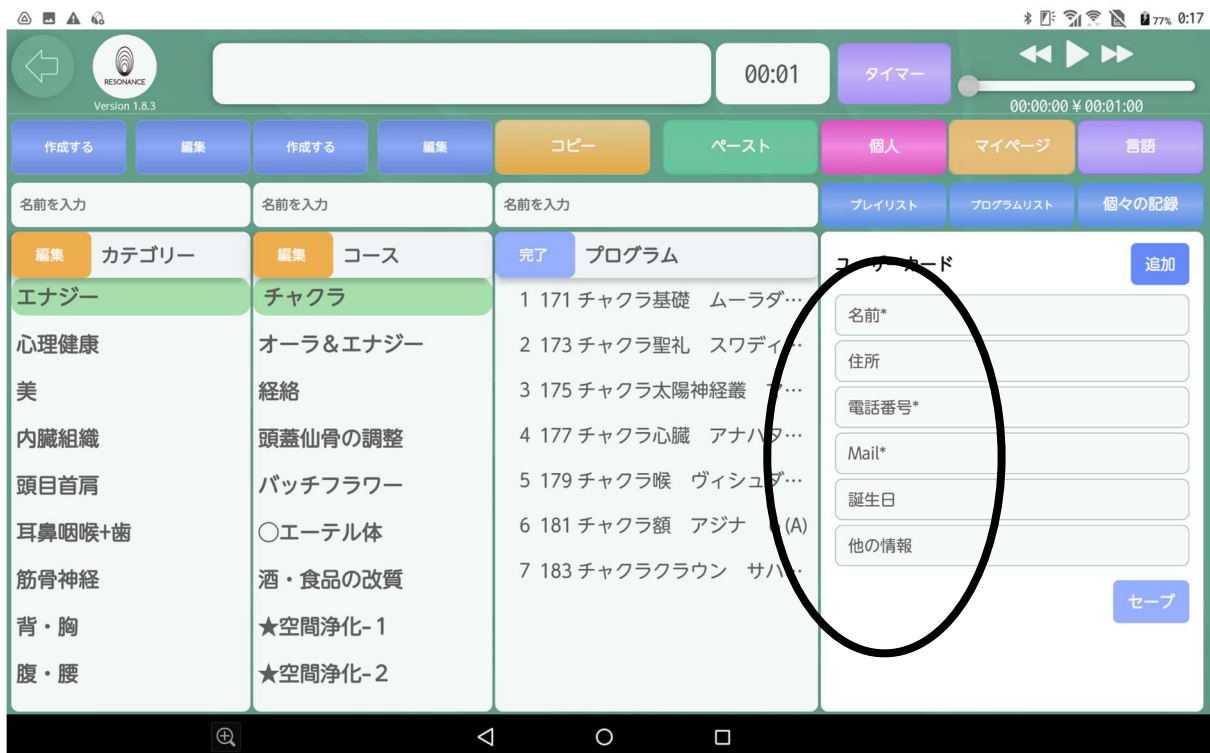 77% 0:17
RESONANCE
Version 1.8.3
00:01
タイマー
00:00:00 ¥ 00:01:00
作成する 編集 作成する 編集 コピー ペースト 個人 マイページ 言語
名前を入力 名前を入力 名前を入力 プレイリスト プログラムリスト 個々の記録
編集 カテゴリー 編集 コース 完了 プログラム
エナジー
心理健康
美
内臓組織
頭目首肩
耳鼻咽喉+歯
筋骨神経
背・胸
腹・腰
チャクラ
オーラ&エナジー
経絡
頭蓋仙骨の調整
バッチフラワー
〇エーテル体
酒・食品の改質
★空間浄化-1
★空間浄化-2
1 171 チャクラ基礎 ムーラダ…
2 173 チャクラ聖礼 スワディ…
3 175 チャクラ太陽神経叢 マ…
4 177 チャクラ心臓 アナハタ…
5 179 チャクラ喉 ヴィシュダ…
6 181 チャクラ額 アジナ (A)
7 183 チャクラクラウン サハ…
ユーザーカード 追加
名前*
住所
電話番号*
Mail*
誕生日
他の情報
セーブ